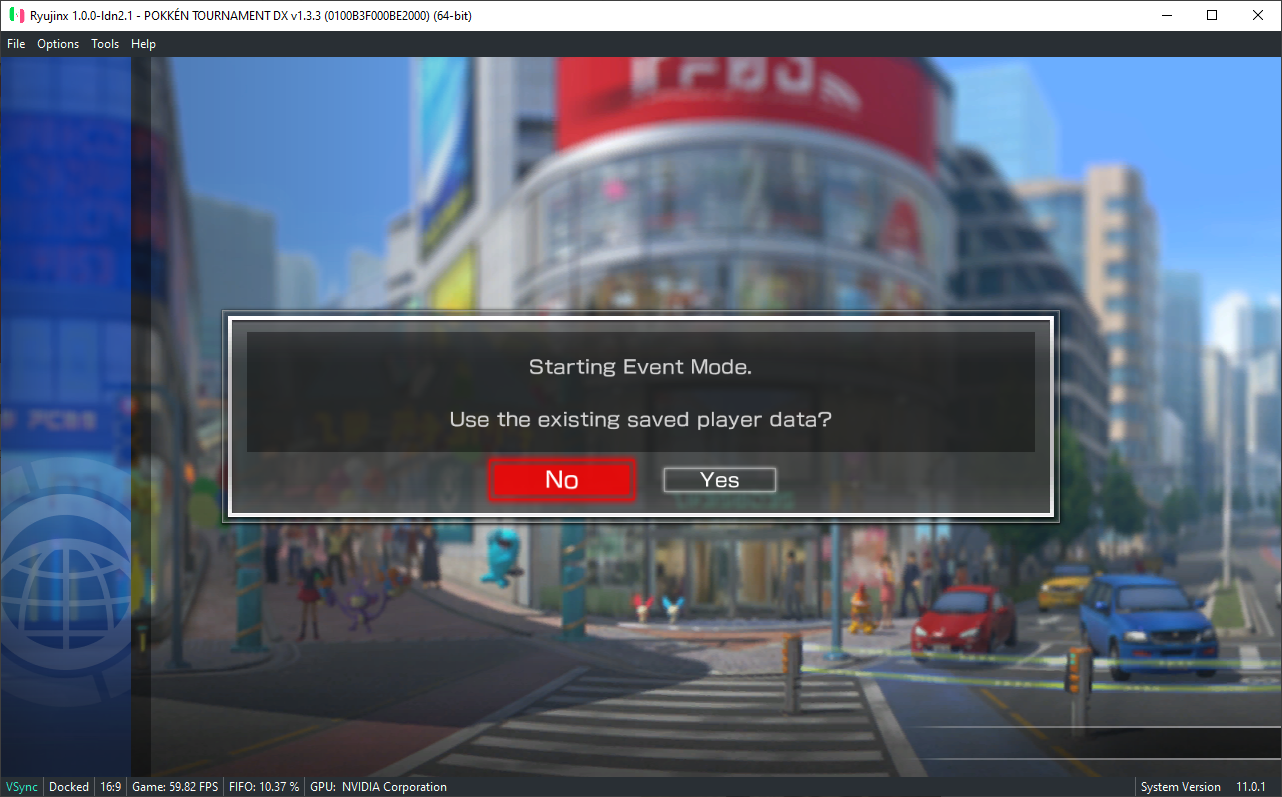 Ryujinx 1.0.0-ldn2.1 - POKKÉN TOURNAMENT DX v1.3.3 (0100B3F000BE2000) (64-bit)
File Options Tools Help
Starting Event Mode.
Use the existing saved player data?
No Yes
VSync Docked 16:9 Game: 59.82 FPS FIFO: 10.37 % GPU: NVIDIA Corporation System Version 11.0.1